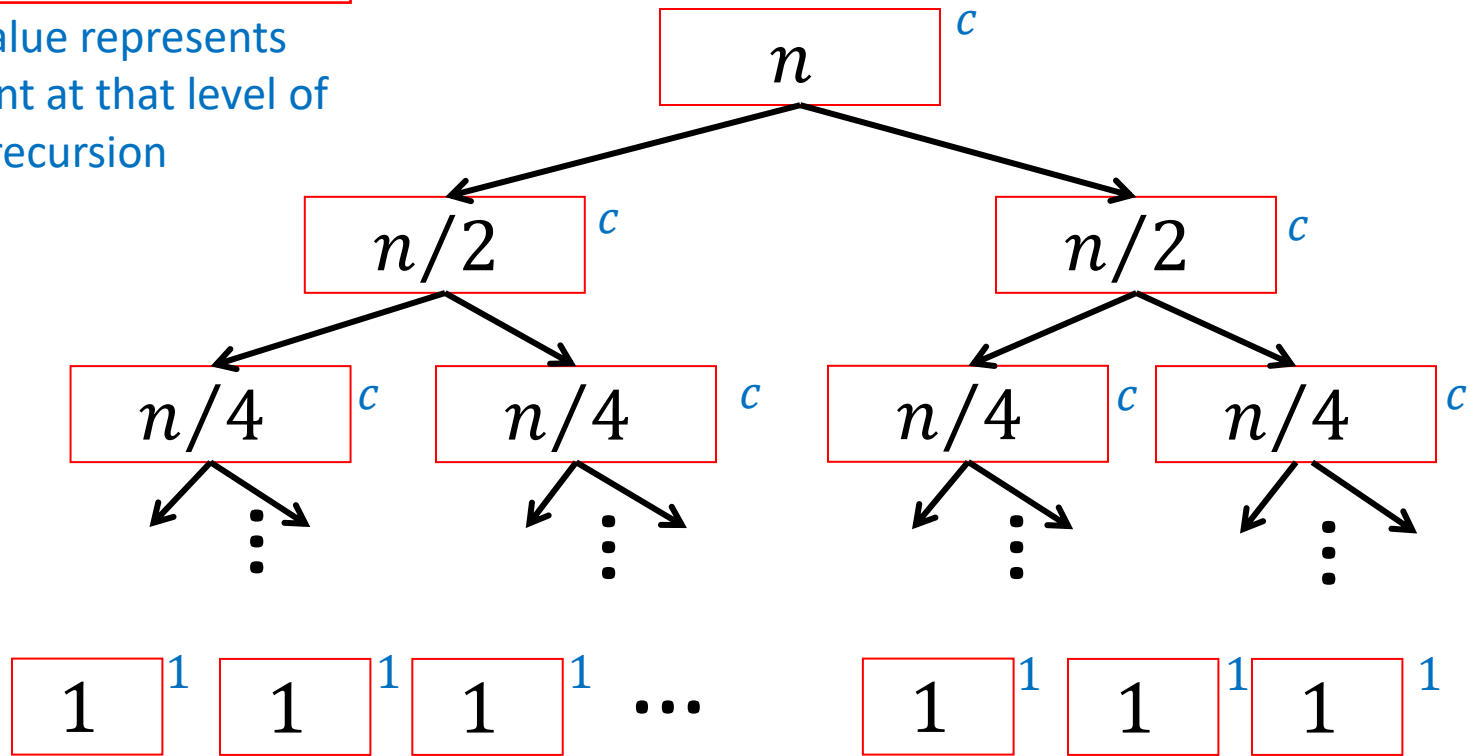 alue represents
nt at that level of
recursion
n c
n/2 c n/2 c
n/4 c n/4 c n/4 c n/4 c
1 1 1 1 1 1 ... 1 1 1 1 1 1